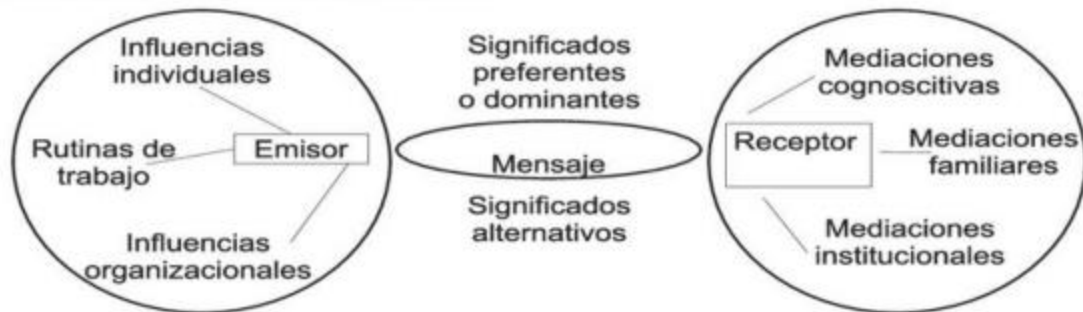 Influencias
individuales
Rutinas de
trabajo
Emisor
Influencias
organizacionales
Significados
preferentes
o dominantes
Mensaje
Significados
alternativos
Mediaciones
cognoscitivas
Receptor
Mediaciones
familiares
Mediaciones
institucionales